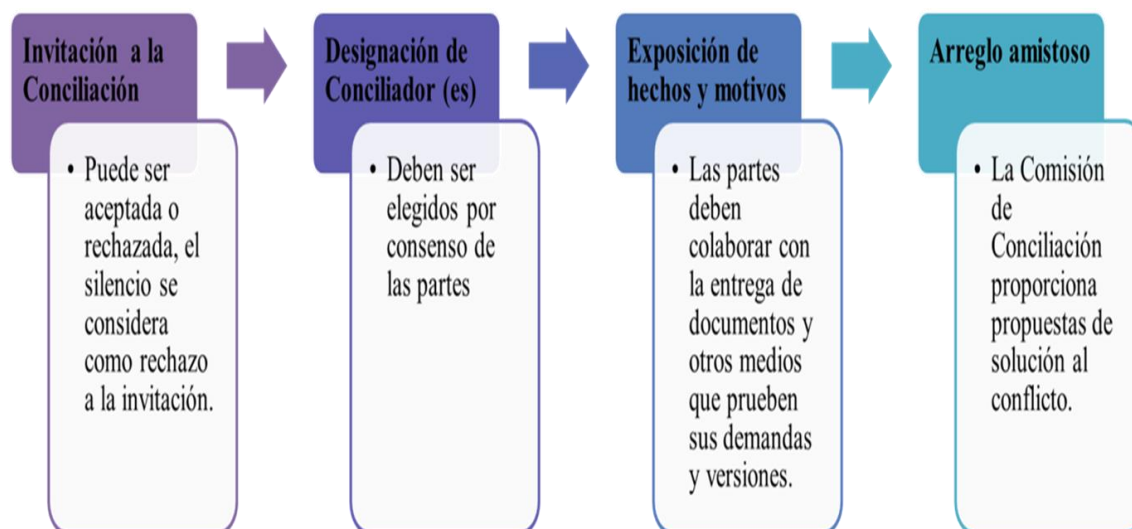 Invitación a la
Conciliación
• Puede ser
aceptada o
rechazada, el
silencio se
considera
como rechazo
a la invitación.
Designación de
Conciliador (es)
• Deben ser
elegidos por
consenso de
las partes
Exposición de
hechos y motivos
• Las partes
deben
colaborar con
la entrega de
documentos y
otros medios
que prueben
sus demandas
y versiones.
Arreglo amistoso
• La Comisión
de
Conciliación
proporciona
propuestas de
solución al
conflicto.